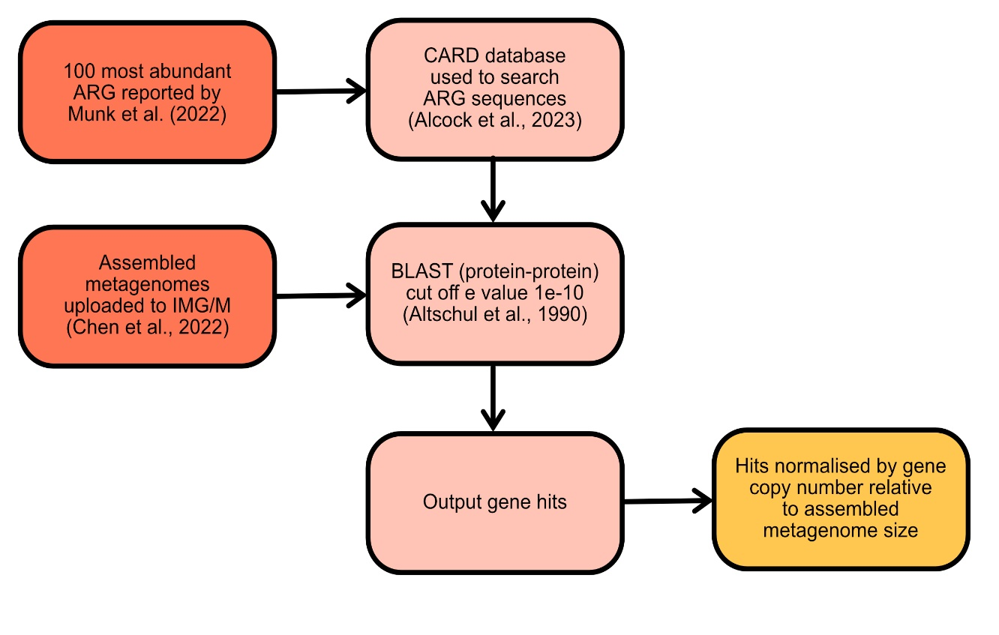 100 most abundant
ARG reported by
Munk et al. (2022)
CARD database
used to search
ARG sequences
(Alcock et al., 2023)
Assembled
metagenomes
uploaded to IMG/M
(Chen et al., 2022)
BLAST (protein-protein)
cut off e value 1e-10
(Altschul et al., 1990)
Output gene hits
Hits normalised by gene
copy number relative
to assembled
metagenome size